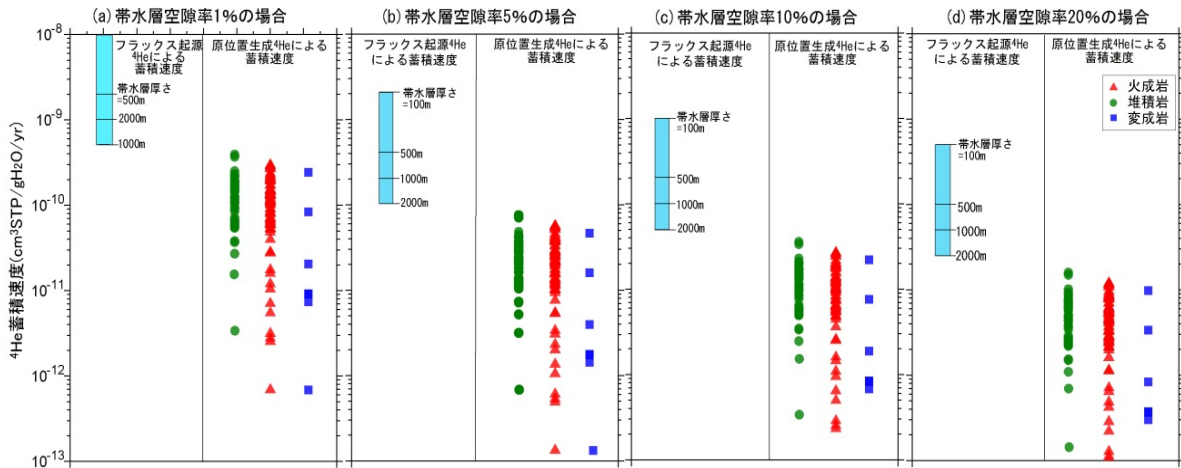 (a)帯水層空隙率1%の場合
(b)帯水層空隙率5%の場合
(c)帯水層空隙率10%の場合
(d)帯水層空隙率20%の場合
⁴He蓄積速度(cm³STP/gH₂O/yr)
10⁻⁸
10⁻⁹
10⁻¹⁰
10⁻¹¹
10⁻¹²
10⁻¹³
フラックス起源
⁴Heによる
蓄積速度
原位置生成⁴Heによる
蓄積速度
帯水層厚さ
=500m
2000m
1000m
フラックス起源⁴He
による蓄積速度
原位置生成⁴Heによる
蓄積速度
帯水層厚さ
=100m
500m
1000m
2000m
フラックス起源⁴He
による蓄積速度
原位置生成⁴Heによる
蓄積速度
帯水層厚さ
=100m
500m
1000m
2000m
フラックス起源⁴He
による蓄積速度
原位置生成⁴Heによる
蓄積速度
帯水層厚さ
=100m
500m
1000m
2000m
火成岩
堆積岩
変成岩